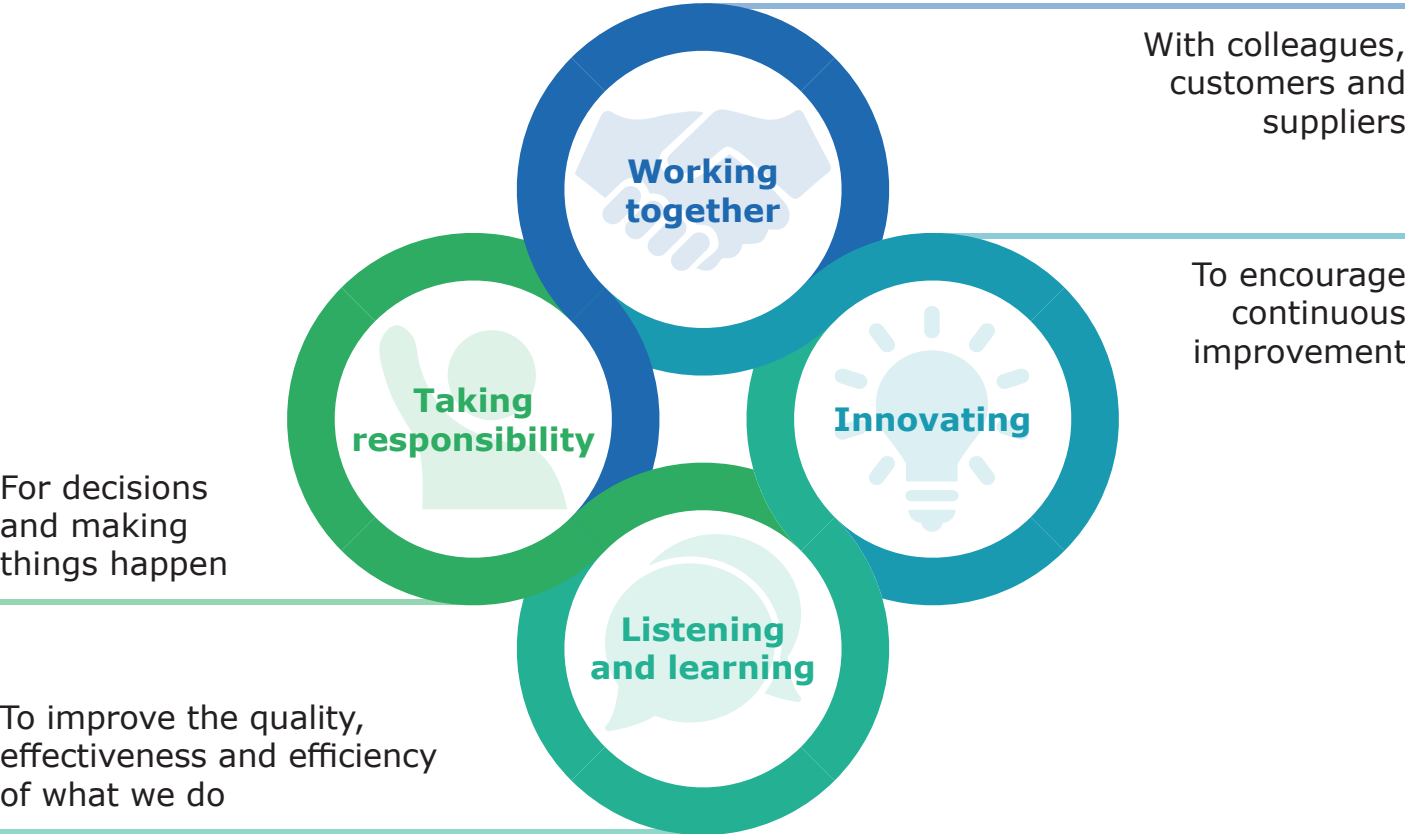 With colleagues,
customers and
suppliers
Working
together
To encourage
continuous
improvement
Innovating
Taking
responsibility
For decisions
and making
things happen
Listening
and learning
To improve the quality,
effectiveness and efficiency
of what we do